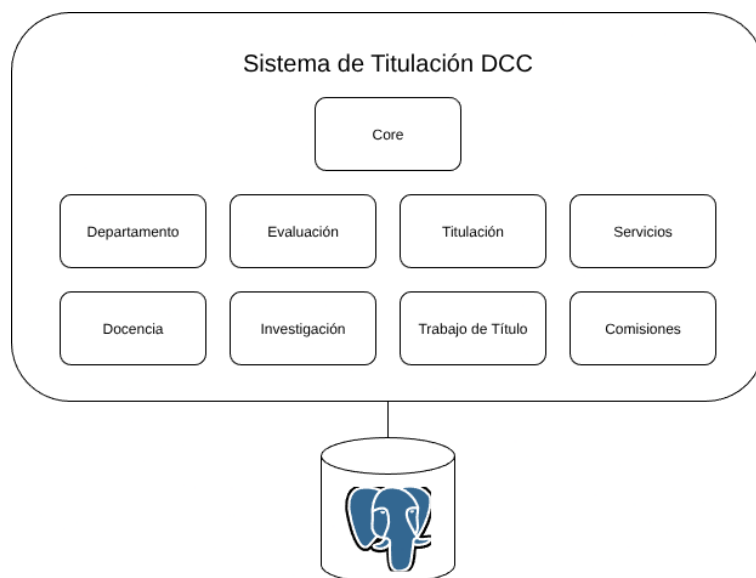 Sistema de Titulación DCC
Core
Departamento
Evaluación
Titulación
Servicios
Docencia
Investigación
Trabajo de Título
Comisiones